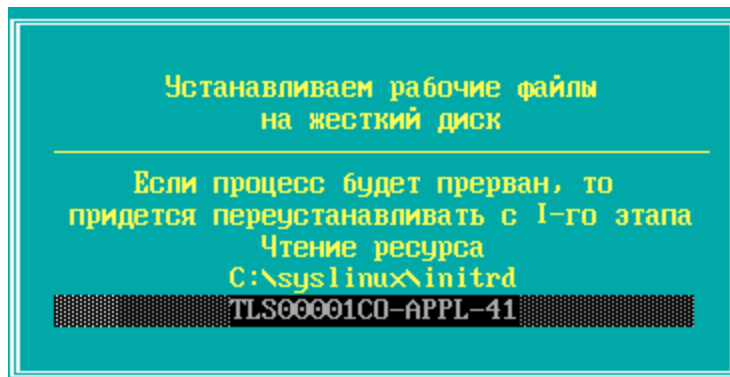 Устанавливаем рабочие файлы
на жесткий диск
Если процесс будет прерван, то
придется переустанавливать с I-го этапа
Чтение ресурса
C:\syslinux\initrd
TLS00001CO-APPL-41